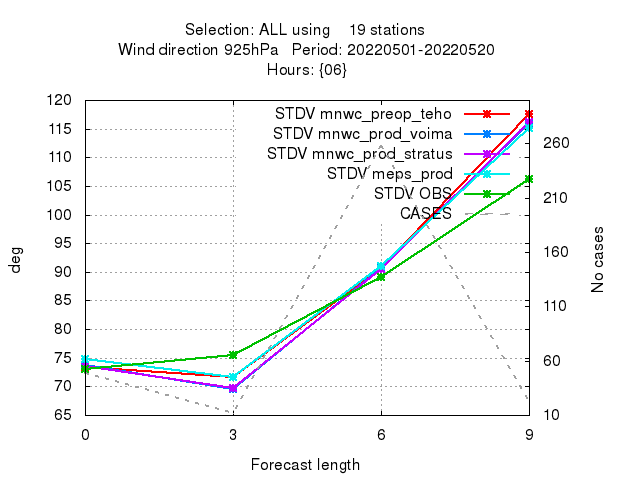 Selection: ALL using 19 stations
Wind direction 925hPa Period: 20220501-20220520
Hours: {06}
STDV mnwc_preop_teho
STDV mnwc_prod_voima
STDV mnwc_prod_stratus
STDV meps_prod
STDV OBS
CASES
120
115
110
105
100
95
90
85
80
75
70
65
deg
260
210
160
110
60
10
No cases
0 3 6 9
Forecast length